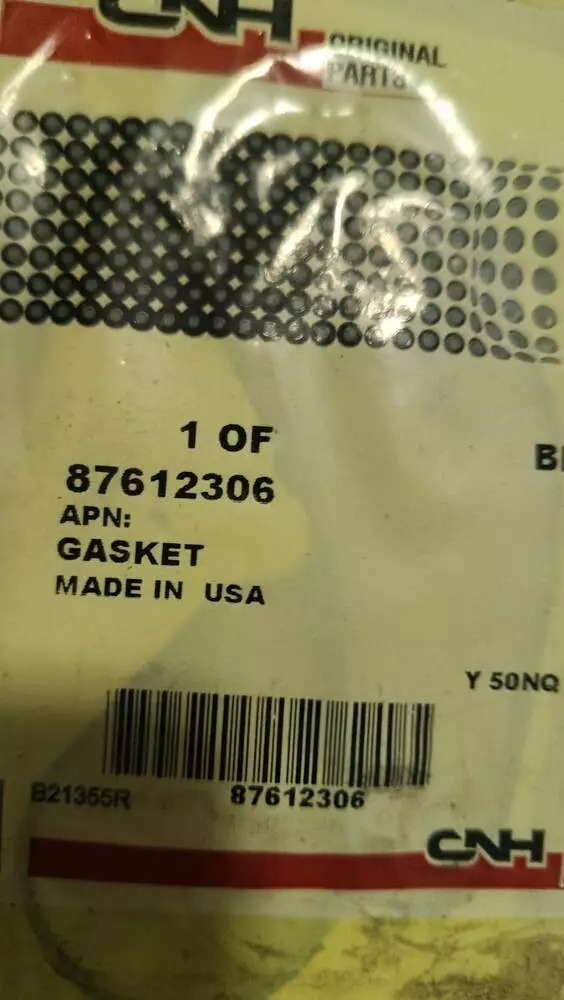 CNH
ORIGINAL
PARTS
1 OF
87612306
APN:
GASKET
MADE IN USA
Y 50NQ
B21355R
87612306
CNH